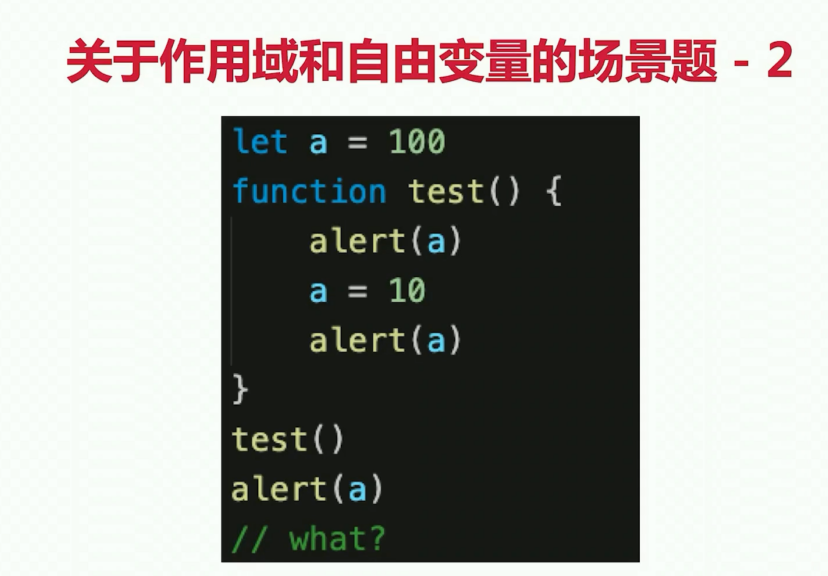 关于作用域和自由变量的场景题 - 2
let a = 100
function test() {
    alert(a)
    a = 10
    alert(a)
}
test()
alert(a)
// what?